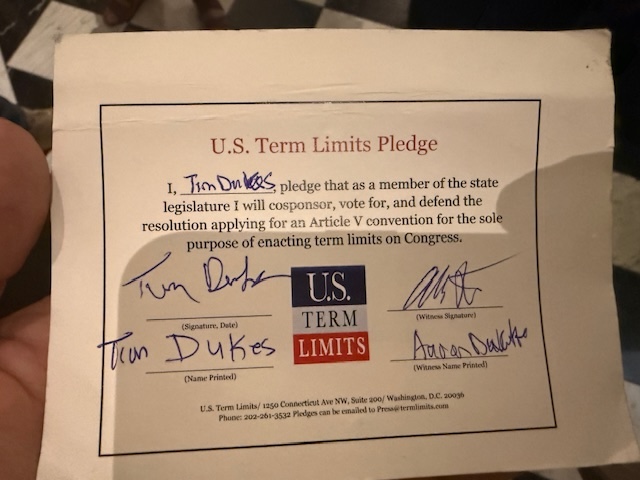 U.S. Term Limits Pledge
I, Tim Dukes, pledge that as a member of the state
legislature I will cosponsor, vote for, and defend the
resolution applying for an Article V convention for the sole
purpose of enacting term limits on Congress.
Tim Dukes
(Signature, Date)
Tim Dukes
(Name Printed)
U.S.
TERM
LIMITS
(Witness Signature)
Aaron
(Witness Name Printed)
U.S. Term Limits/ 1250 Connecticut Ave NW, Suite 200/ Washington, D.C. 20036
Phone: 202-261-3532 Pledges can be emailed to Press@termlimits.com